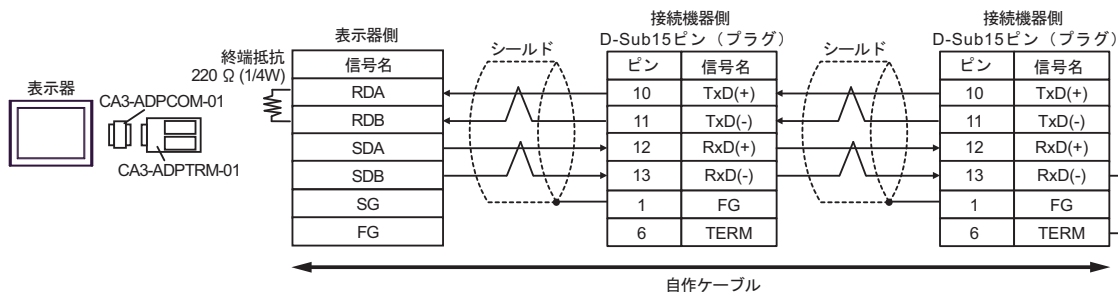 表示器
CA3-ADPCOM-01
CA3-ADPTRM-01
終端抵抗
220 Ω (1/4W)
表示器側
信号名
RDA
RDB
SDA
SDB
SG
FG
シールド
接続機器側
D-Sub15ピン（プラグ）
ピン 信号名
10 TxD(+)
11 TxD(-)
12 RxD(+)
13 RxD(-)
1 FG
6 TERM
シールド
接続機器側
D-Sub15ピン（プラグ）
ピン 信号名
10 TxD(+)
11 TxD(-)
12 RxD(+)
13 RxD(-)
1 FG
6 TERM
自作ケーブル